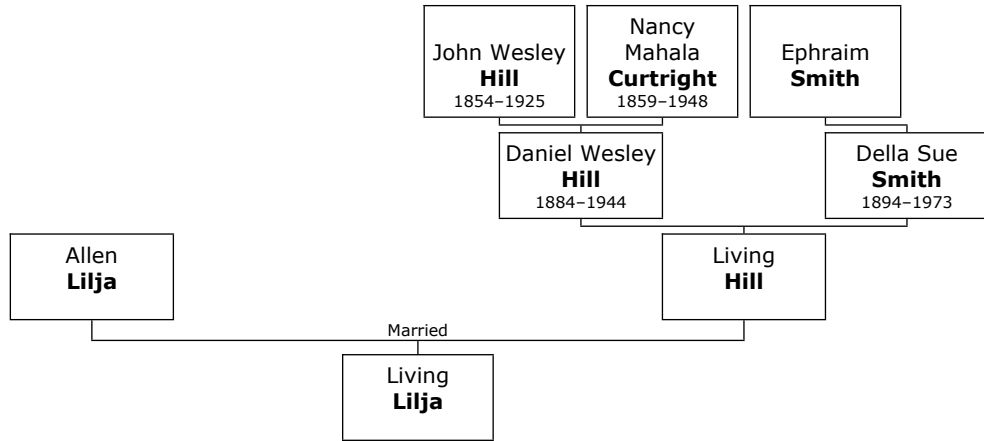 John Wesley
Hill
1854–1925
Nancy
Mahala
Curtright
1859–1948
Ephraim
Smith
Daniel Wesley
Hill
1884–1944
Della Sue
Smith
1894–1973
Allen
Lilja
Living
Hill
Married
Living
Lilja